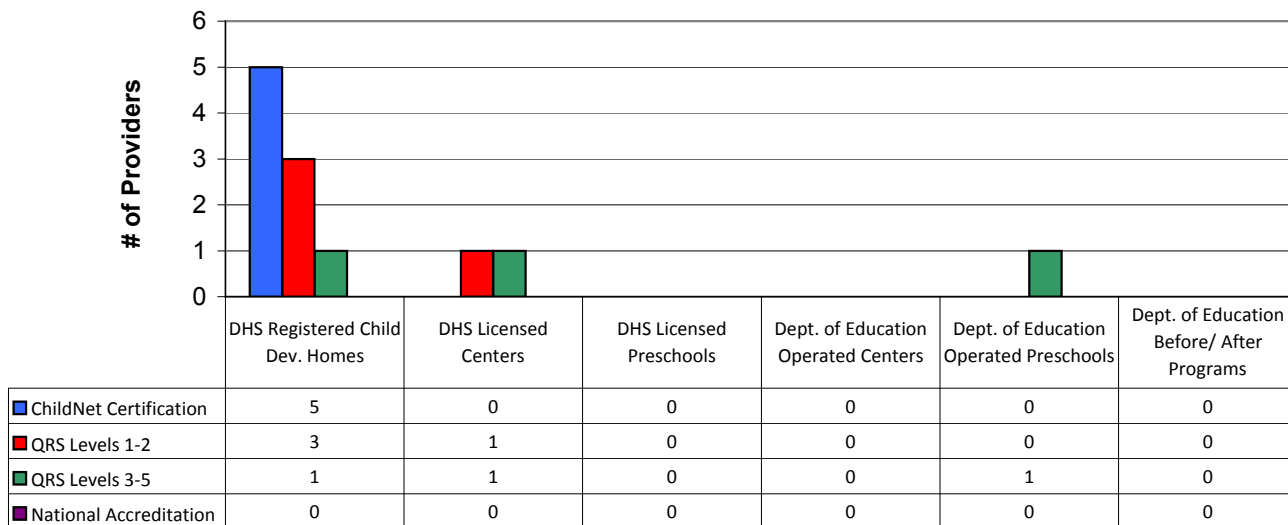 6
5
4
3
2
1
0
# of Providers
DHS Registered Child
Dev. Homes
DHS Licensed
Centers
DHS Licensed
Preschools
Dept. of Education
Operated Centers
Dept. of Education
Operated Preschools
Dept. of Education
Before/ After
Programs
ChildNet Certification 5 0 0 0 0 0
QRS Levels 1-2 3 1 0 0 0 0
QRS Levels 3-5 1 1 0 0 1 0
National Accreditation 0 0 0 0 0 0